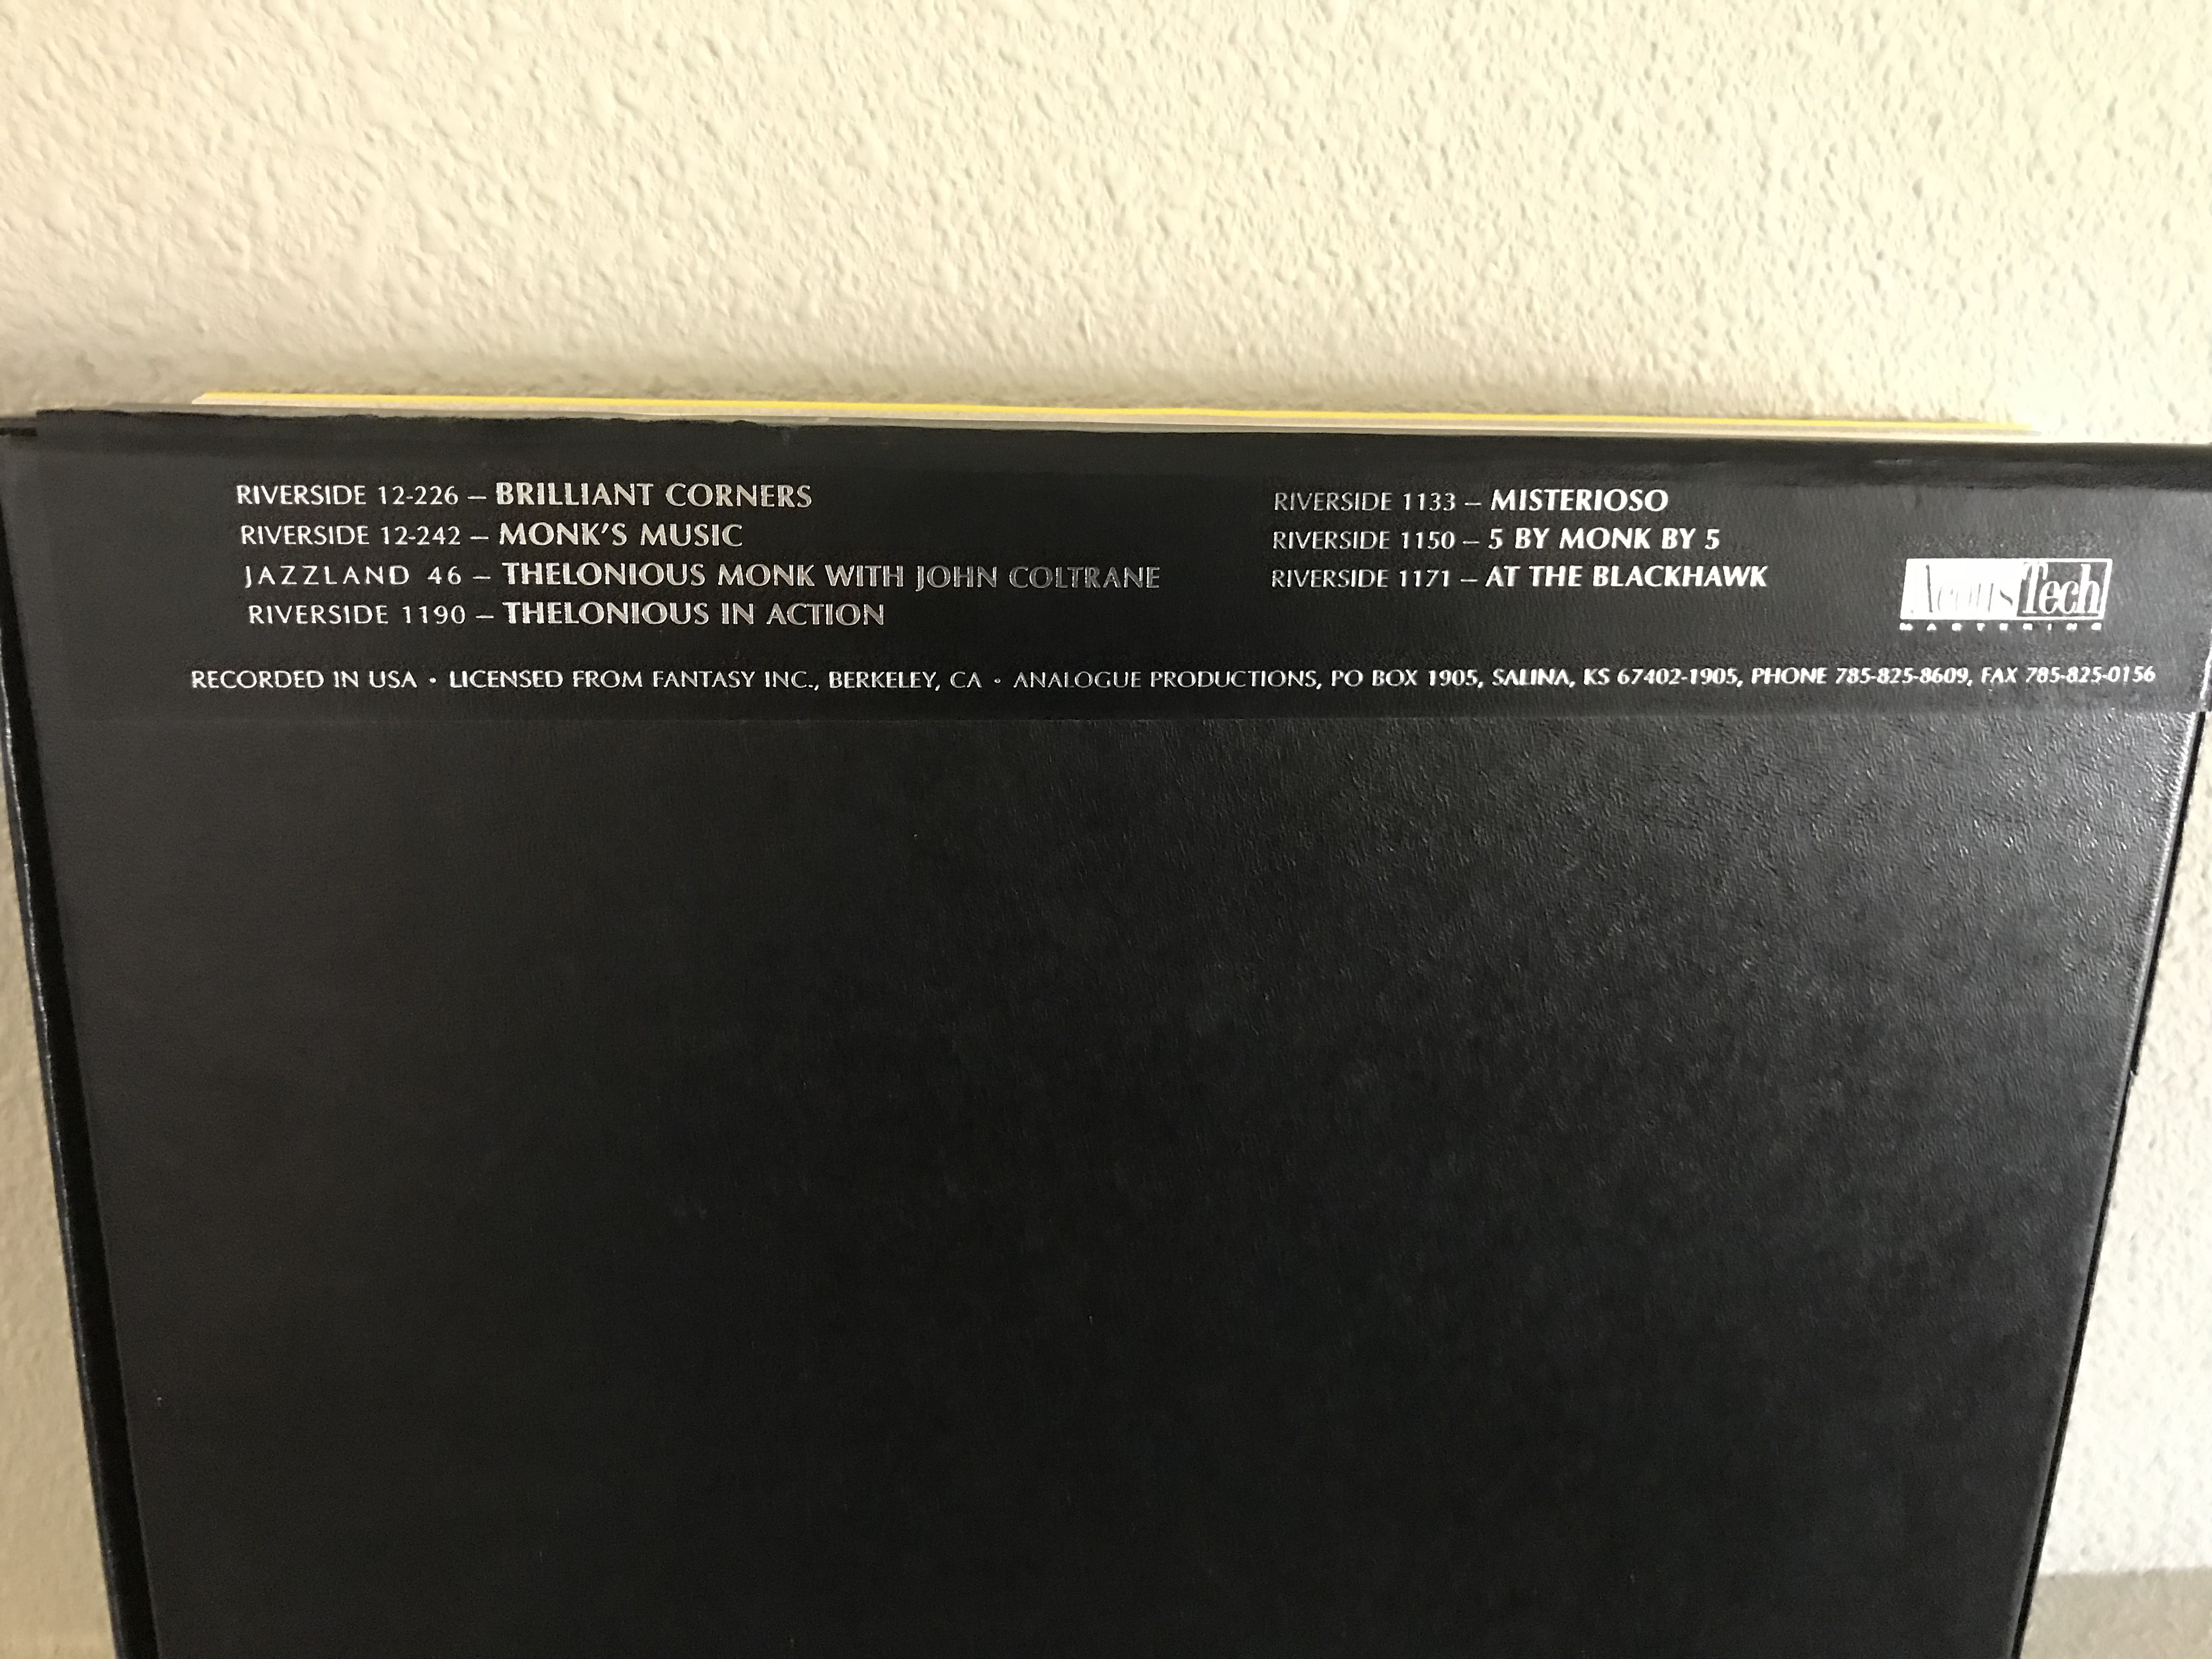 RIVERSIDE 12-226 – BRILLIANT CORNERS
RIVERSIDE 12-242 – MONK'S MUSIC
JAZZLAND 46 – THELONIOUS MONK WITH JOHN COLTRANE
RIVERSIDE 1190 – THELONIOUS IN ACTION
RIVERSIDE 1133 – MISTERIOSO
RIVERSIDE 1150 – 5 BY MONK BY 5
RIVERSIDE 1171 – AT THE BLACKHAWK
AcousTech
MASTERING
RECORDED IN USA • LICENSED FROM FANTASY INC., BERKELEY, CA • ANALOGUE PRODUCTIONS, PO BOX 1905, SALINA, KS 67402-1905, PHONE 785-825-8609, FAX 785-825-0156